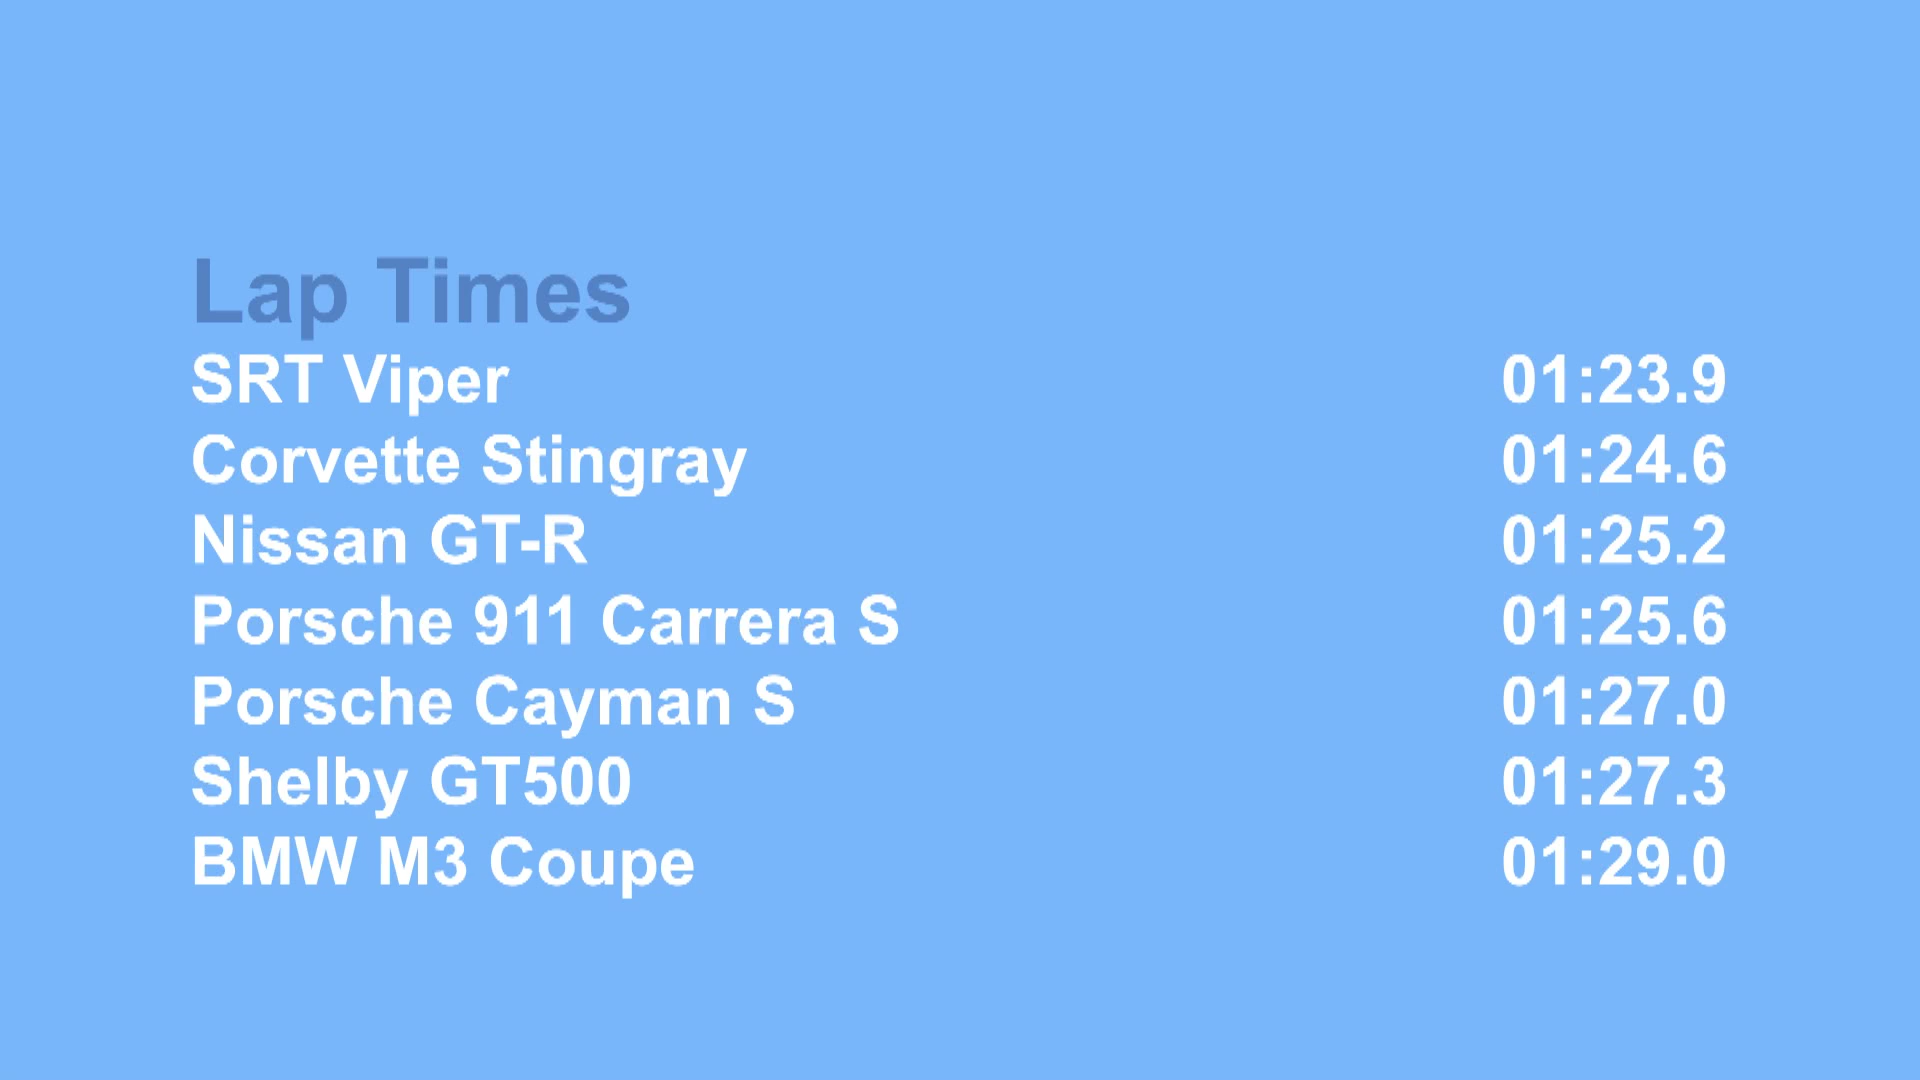 Lap Times
SRT Viper 01:23.9
Corvette Stingray 01:24.6
Nissan GT-R 01:25.2
Porsche 911 Carrera S 01:25.6
Porsche Cayman S 01:27.0
Shelby GT500 01:27.3
BMW M3 Coupe 01:29.0